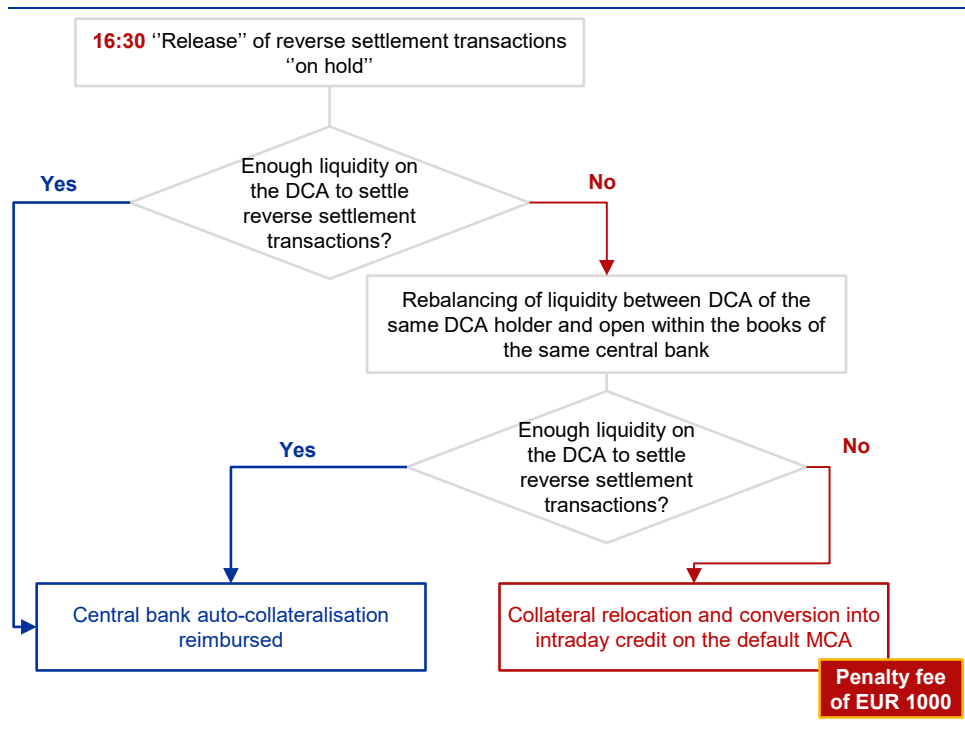 16:30 ‘’Release’’ of reverse settlement transactions
‘’on hold’’
Enough liquidity on
the DCA to settle
reverse settlement
transactions?
Yes
No
Rebalancing of liquidity between DCA of the
same DCA holder and open within the books of
the same central bank
Enough liquidity on
the DCA to settle
reverse settlement
transactions?
Yes
No
Central bank auto-collateralisation
reimbursed
Collateral relocation and conversion into
intraday credit on the default MCA
Penalty fee
of EUR 1000